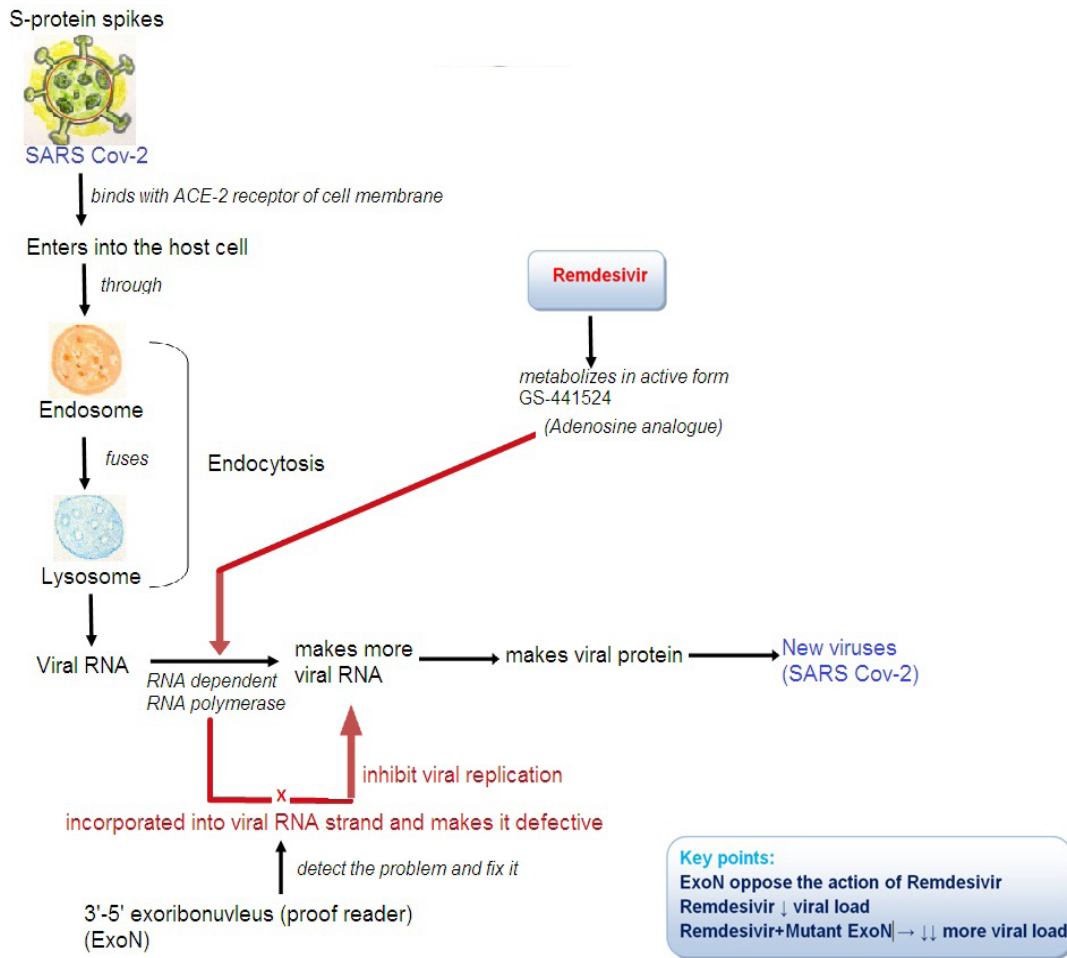 S-protein spikes
SARS Cov-2
binds with ACE-2 receptor of cell membrane
Enters into the host cell
through
Endosome
fuses
Endocytosis
Lysosome
Remdesivir
metabolizes in active form
GS-441524
(Adenosine analogue)
Viral RNA
RNA dependent
RNA polymerase
makes more
viral RNA
makes viral protein
New viruses
(SARS Cov-2)
inhibit viral replication
x
incorporated into viral RNA strand and makes it defective
detect the problem and fix it
3'-5' exoribonuvleus (proof reader)
(ExoN)
Key points:
ExoN oppose the action of Remdesivir
Remdesivir ↓ viral load
Remdesivir+Mutant ExoN → ↓↓ more viral load